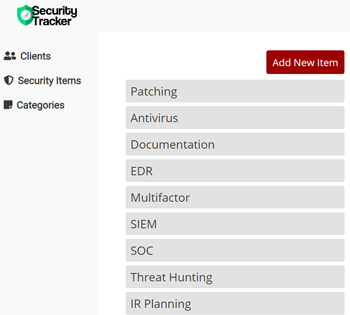 Security
Tracker
Clients
Security Items
Categories
Add New Item
Patching
Antivirus
Documentation
EDR
Multifactor
SIEM
SOC
Threat Hunting
IR Planning